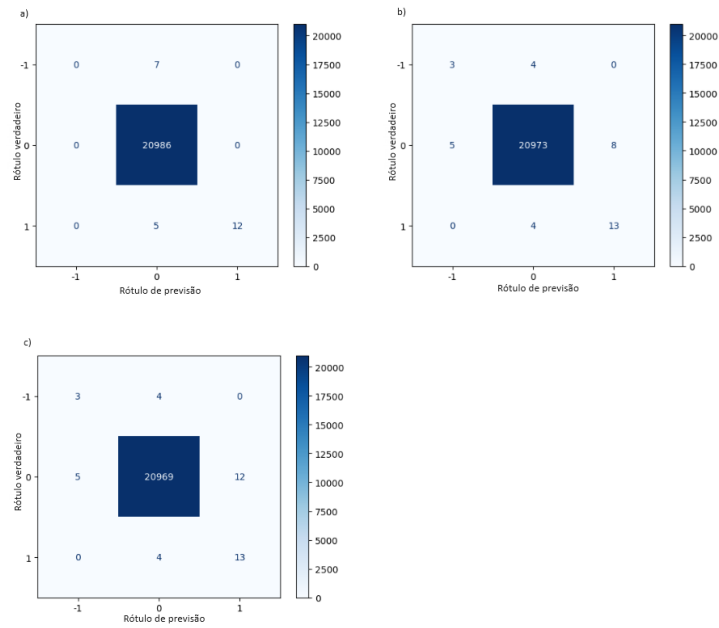 a)
Rótulo verdadeiro
-1 0 7 0
0 0 20986 0
1 0 5 12
-1 0 1
Rótulo de previsão
20000
17500
15000
12500
10000
7500
5000
2500
0
b)
Rótulo verdadeiro
-1 3 4 0
0 5 20973 8
1 0 4 13
-1 0 1
Rótulo de previsão
20000
17500
15000
12500
10000
7500
5000
2500
0
c)
Rótulo verdadeiro
-1 3 4 0
0 5 20969 12
1 0 4 13
-1 0 1
Rótulo de previsão
20000
17500
15000
12500
10000
7500
5000
2500
0